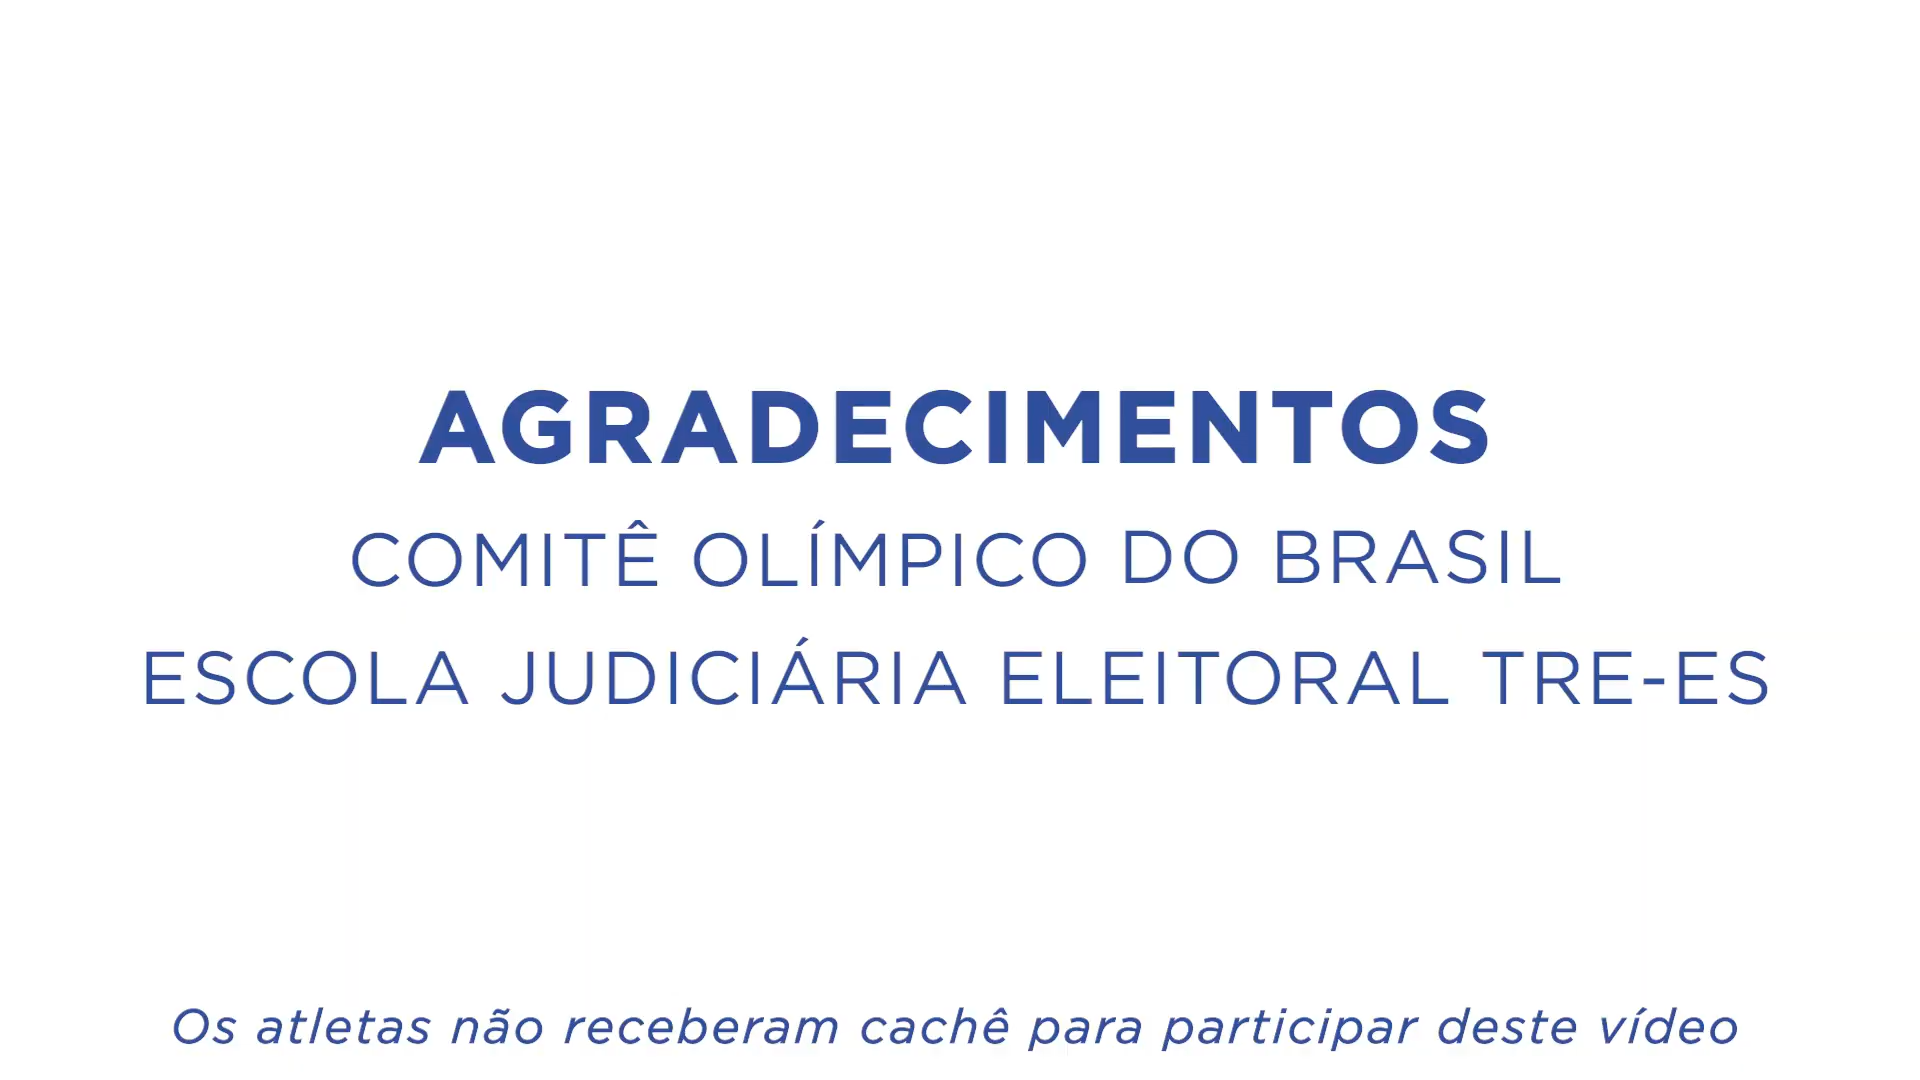 AGRADECIMENTOS
COMITÊ OLÍMPICO DO BRASIL
ESCOLA JUDICIÁRIA ELEITORAL TRE-ES
Os atletas não receberam cachê para participar deste vídeo